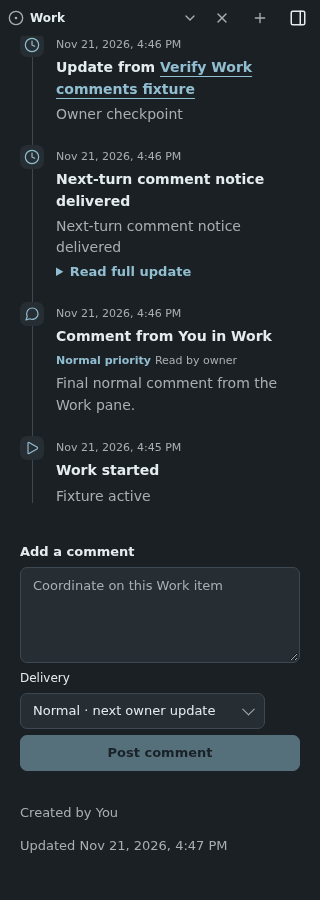 Work
Nov 21, 2026, 4:46 PM
Update from Verify Work
comments fixture
Owner checkpoint
Nov 21, 2026, 4:46 PM
Next-turn comment notice
delivered
Next-turn comment notice
delivered
Read full update
Nov 21, 2026, 4:46 PM
Comment from You in Work
Normal priority Read by owner
Final normal comment from the
Work pane.
Nov 21, 2026, 4:45 PM
Work started
Fixture active
Add a comment
Coordinate on this Work item
Delivery
Normal · next owner update
Post comment
Created by You
Updated Nov 21, 2026, 4:47 PM